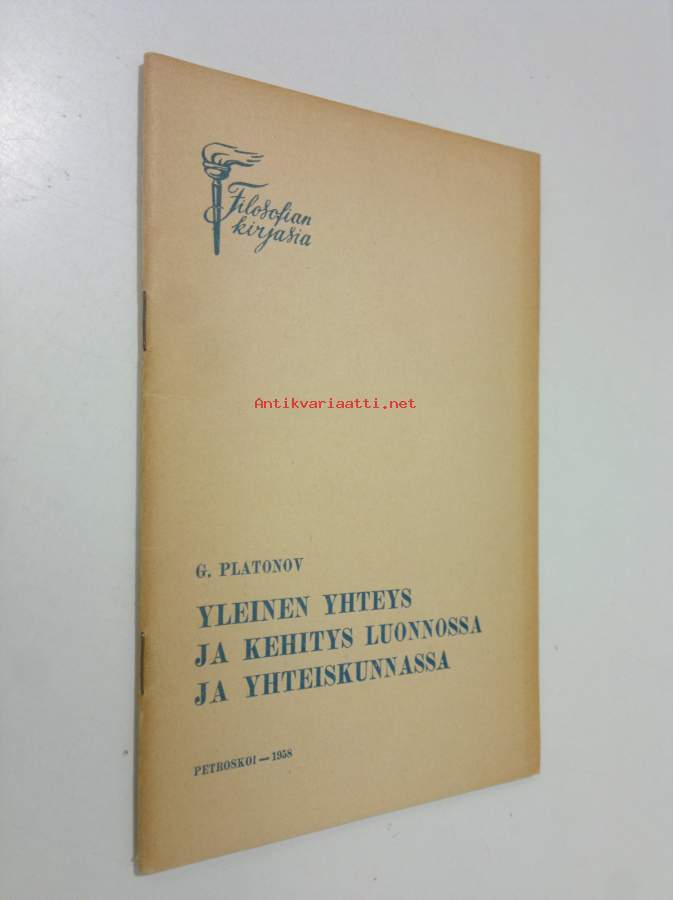 Filosofian
kirjasia
Antikvariaatti.net
G. PLATONOV
YLEINEN YHTEYS
JA KEHITYS LUONNOSSA
JA YHTEISKUNNASSA
PETROSKOI — 1958